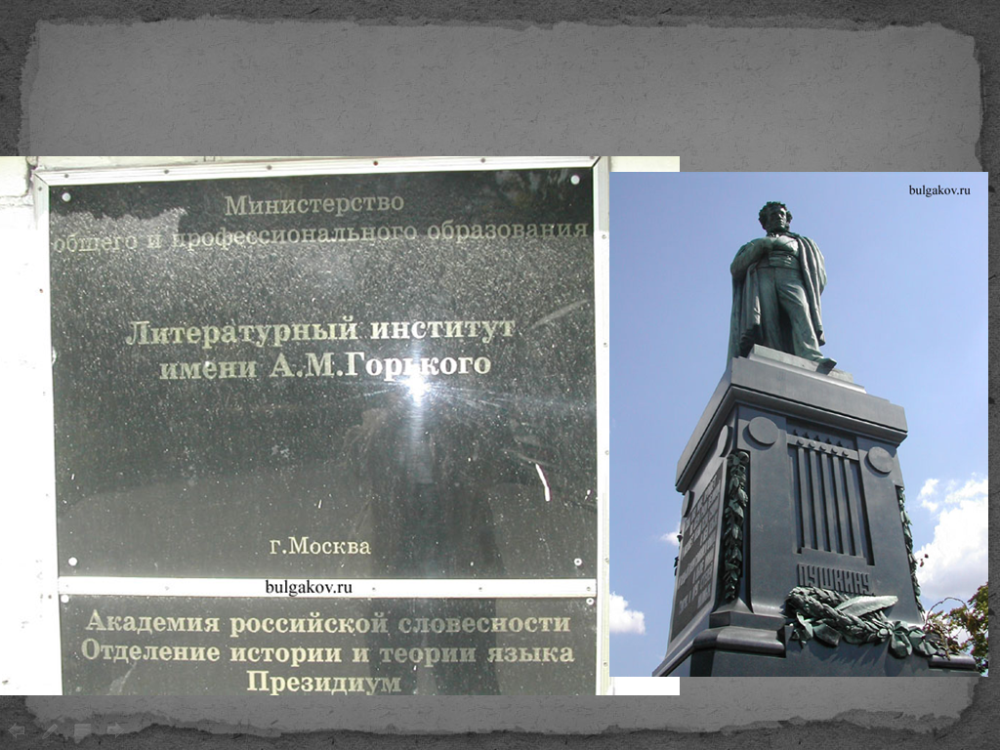 Министерство
общего и профессионального образования
Литературный институт
имени А.М.Горького
г.Москва
bulgakov.ru
Академия российской словесности
Отделение истории и теории языка
Президиум
bulgakov.ru
ПУШКИНУ